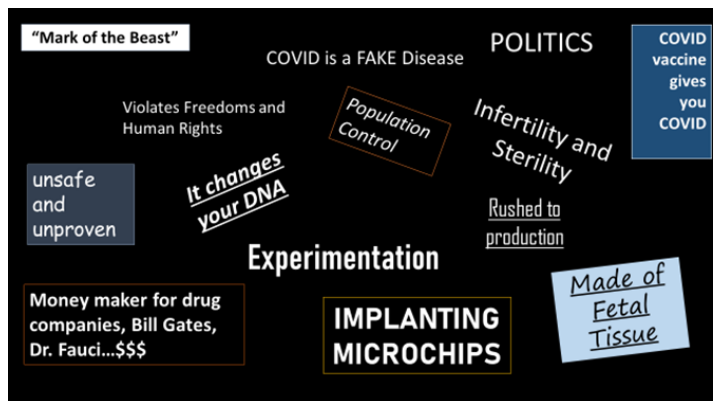 “Mark of the Beast”
COVID is a FAKE Disease
POLITICS
COVID
vaccine
gives
you
COVID
Violates Freedoms and
Human Rights
Population
Control
Infertility and
Sterility
unsafe
and
unproven
It changes
your DNA
Rushed to
production
Experimentation
Made of
Fetal
Tissue
Money maker for drug
companies, Bill Gates,
Dr. Fauci...$$$
IMPLANTING
MICROCHIPS